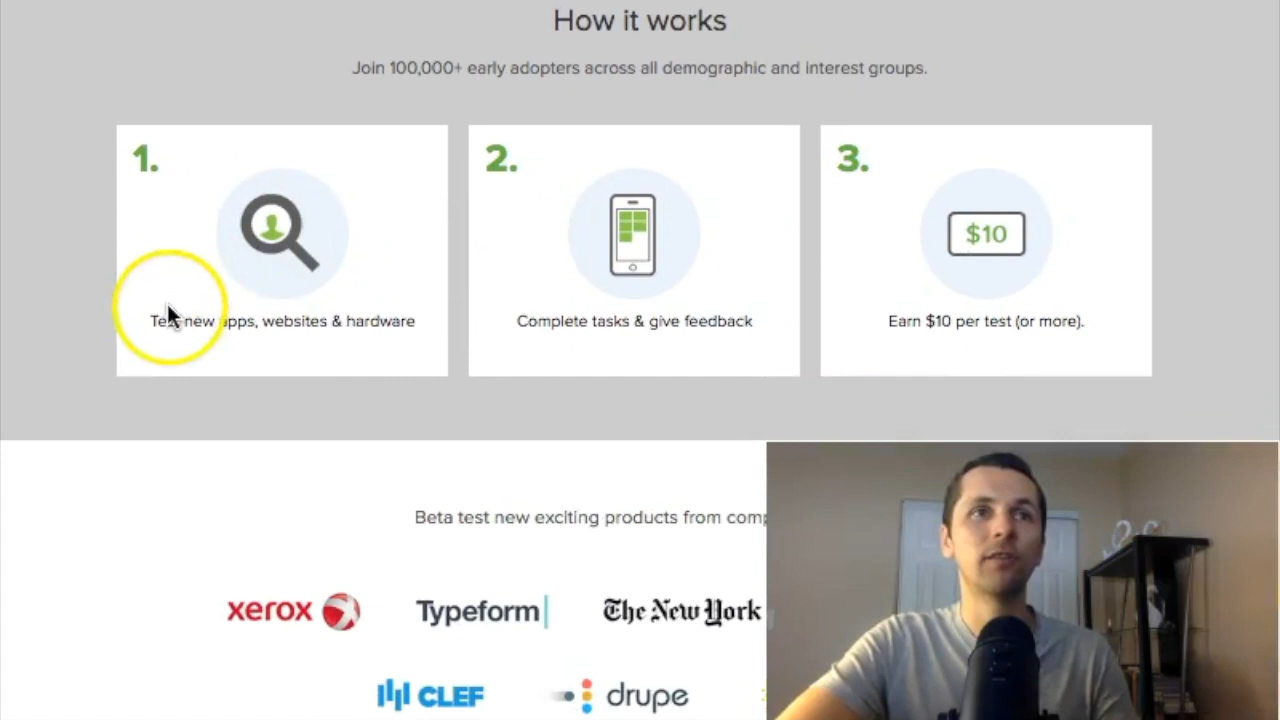 How it works
Join 100,000+ early adopters across all demographic and interest groups.
1.
2.
3.
$10
Test new apps, websites & hardware
Complete tasks & give feedback
Earn $10 per test (or more).
Beta test new exciting products from
xerox
Typeform
The New York
CLEF
drupe